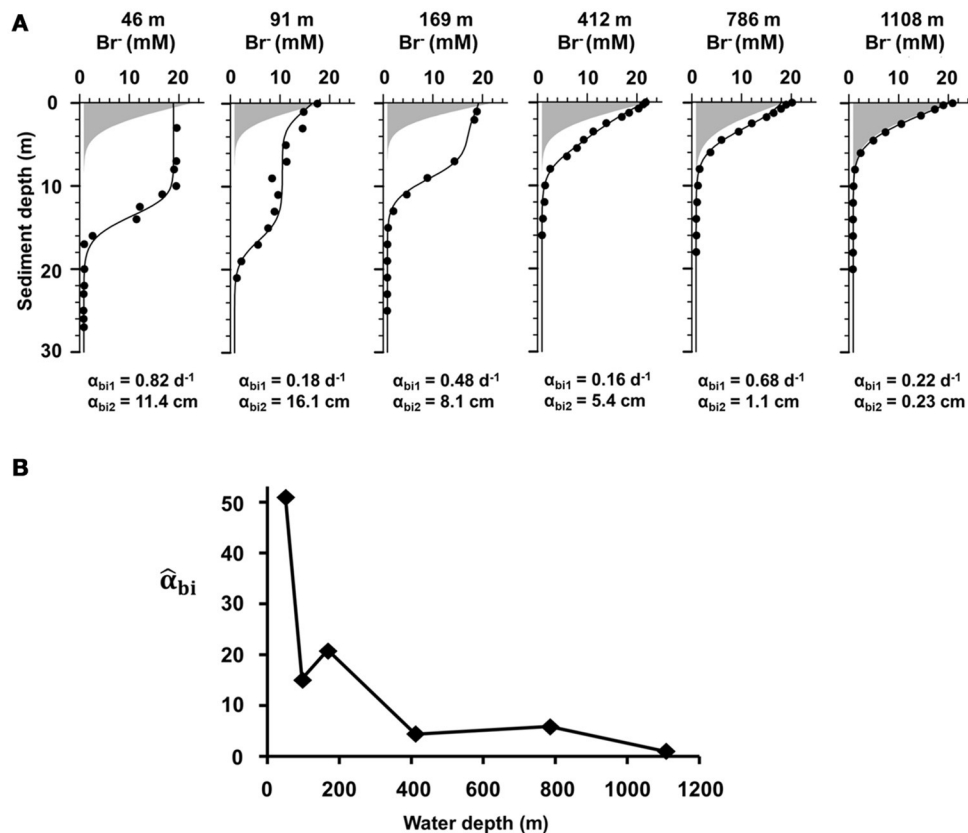 A
46 m 91 m 169 m 412 m 786 m 1108 m
Br- (mM) Br- (mM) Br- (mM) Br- (mM) Br- (mM) Br- (mM)
0 10 20 0 10 20 0 10 20 0 10 20 0 10 20 0 10 20
0
10
20
30
Sediment depth (m)
αbi1 = 0.82 d-1 αbi1 = 0.18 d-1 αbi1 = 0.48 d-1 αbi1 = 0.16 d-1 αbi1 = 0.68 d-1 αbi1 = 0.22 d-1
αbi2 = 11.4 cm αbi2 = 16.1 cm αbi2 = 8.1 cm αbi2 = 5.4 cm αbi2 = 1.1 cm αbi2 = 0.23 cm
B
50
40
30
20
10
0
α̂bi
0 200 400 600 800 1000 1200
Water depth (m)